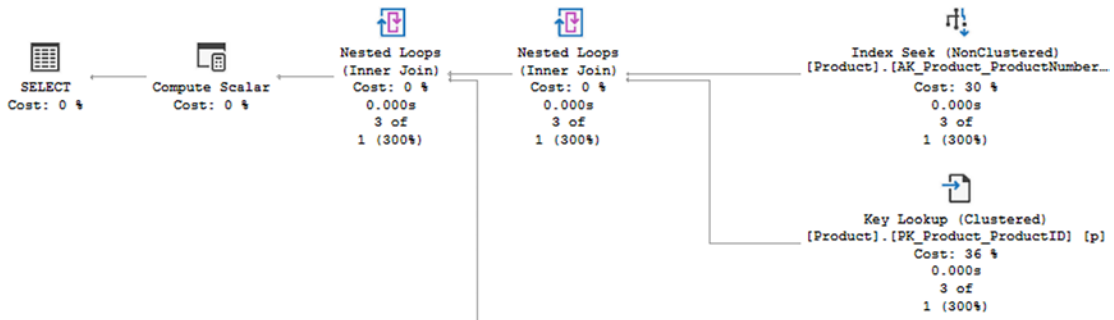 SELECT
Cost: 0 %
Compute Scalar
Cost: 0 %
Nested Loops
(Inner Join)
Cost: 0 %
0.000s
3 of
1 (300%)
Nested Loops
(Inner Join)
Cost: 0 %
0.000s
3 of
1 (300%)
Index Seek (NonClustered)
[Product].[AK_Product_ProductNumber…
Cost: 30 %
0.000s
3 of
1 (300%)
Key Lookup (Clustered)
[Product].[PK_Product_ProductID] [p]
Cost: 36 %
0.000s
3 of
1 (300%)